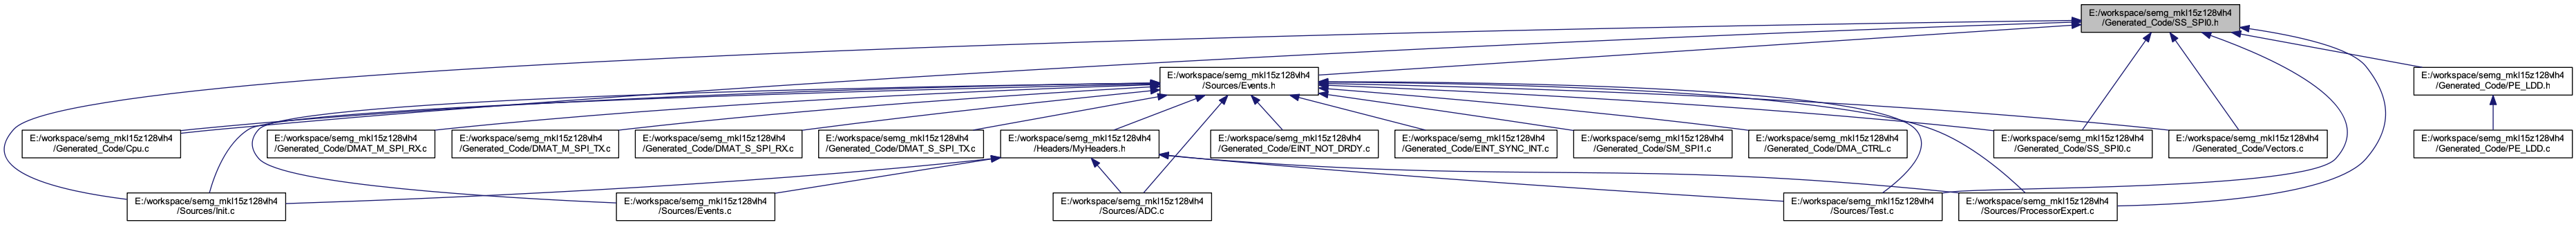 E:/workspace/semg_mkl15z128vlh4
/Generated_Code/SS_SPI0.h
E:/workspace/semg_mkl15z128vlh4
/Sources/Events.h
E:/workspace/semg_mkl15z128vlh4
/Generated_Code/PE_LDD.h
E:/workspace/semg_mkl15z128vlh4
/Generated_Code/Cpu.c
E:/workspace/semg_mkl15z128vlh4
/Generated_Code/DMAT_M_SPI_RX.c
E:/workspace/semg_mkl15z128vlh4
/Generated_Code/DMAT_M_SPI_TX.c
E:/workspace/semg_mkl15z128vlh4
/Generated_Code/DMAT_S_SPI_RX.c
E:/workspace/semg_mkl15z128vlh4
/Generated_Code/DMAT_S_SPI_TX.c
E:/workspace/semg_mkl15z128vlh4
/Headers/MyHeaders.h
E:/workspace/semg_mkl15z128vlh4
/Generated_Code/EINT_NOT_DRDY.c
E:/workspace/semg_mkl15z128vlh4
/Generated_Code/EINT_SYNC_INT.c
E:/workspace/semg_mkl15z128vlh4
/Generated_Code/SM_SPI1.c
E:/workspace/semg_mkl15z128vlh4
/Generated_Code/DMA_CTRL.c
E:/workspace/semg_mkl15z128vlh4
/Generated_Code/SS_SPI0.c
E:/workspace/semg_mkl15z128vlh4
/Generated_Code/Vectors.c
E:/workspace/semg_mkl15z128vlh4
/Generated_Code/PE_LDD.c
E:/workspace/semg_mkl15z128vlh4
/Sources/Init.c
E:/workspace/semg_mkl15z128vlh4
/Sources/Events.c
E:/workspace/semg_mkl15z128vlh4
/Sources/ADC.c
E:/workspace/semg_mkl15z128vlh4
/Sources/Test.c
E:/workspace/semg_mkl15z128vlh4
/Sources/ProcessorExpert.c